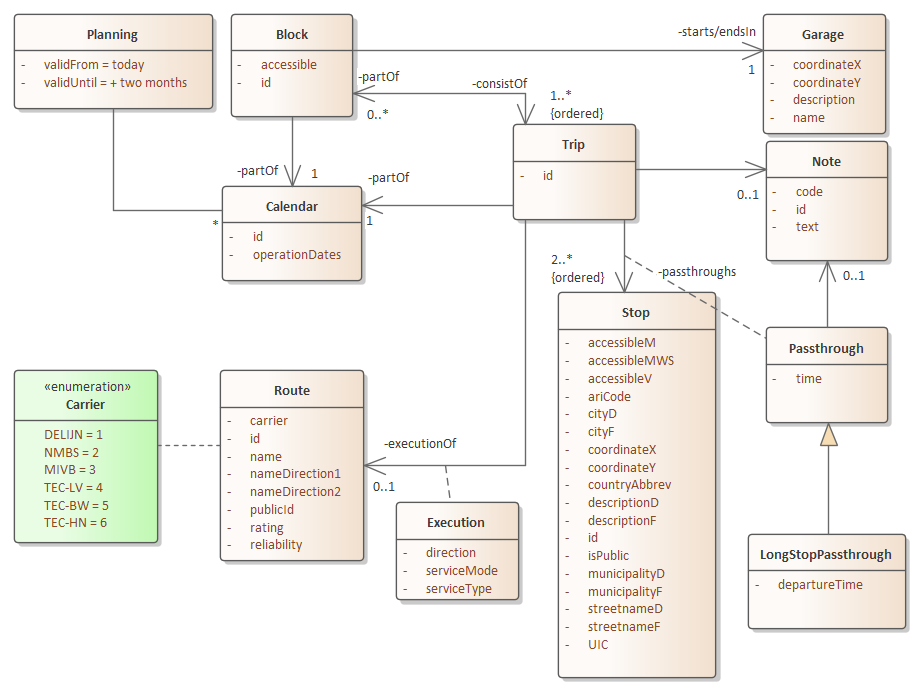 Planning
- validFrom = today
- validUntil = + two months
Block
- accessible
- id
-starts/endsIn
1
Garage
- coordinateX
- coordinateY
- description
- name
-partOf
0..*
-consistOf
1..*
{ordered}
Trip
- id
Note
- code
- id
- text
0..1
-partOf
1
-partOf
1
*
Calendar
- id
- operationDates
2..*
{ordered}
-passthroughs
0..1
Stop
- accessibleM
- accessibleMWS
- accessibleV
- ariCode
- cityD
- cityF
- coordinateX
- coordinateY
- countryAbbrev
- descriptionD
- descriptionF
- id
- isPublic
- municipalityD
- municipalityF
- streetnameD
- streetnameF
- UIC
Passthrough
- time
«enumeration»
Carrier
DELIJN = 1
NMBS = 2
MIVB = 3
TEC-LV = 4
TEC-BW = 5
TEC-HN = 6
Route
- carrier
- id
- name
- nameDirection1
- nameDirection2
- publicId
- rating
- reliability
-executionOf
0..1
Execution
- direction
- serviceMode
- serviceType
LongStopPassthrough
- departureTime